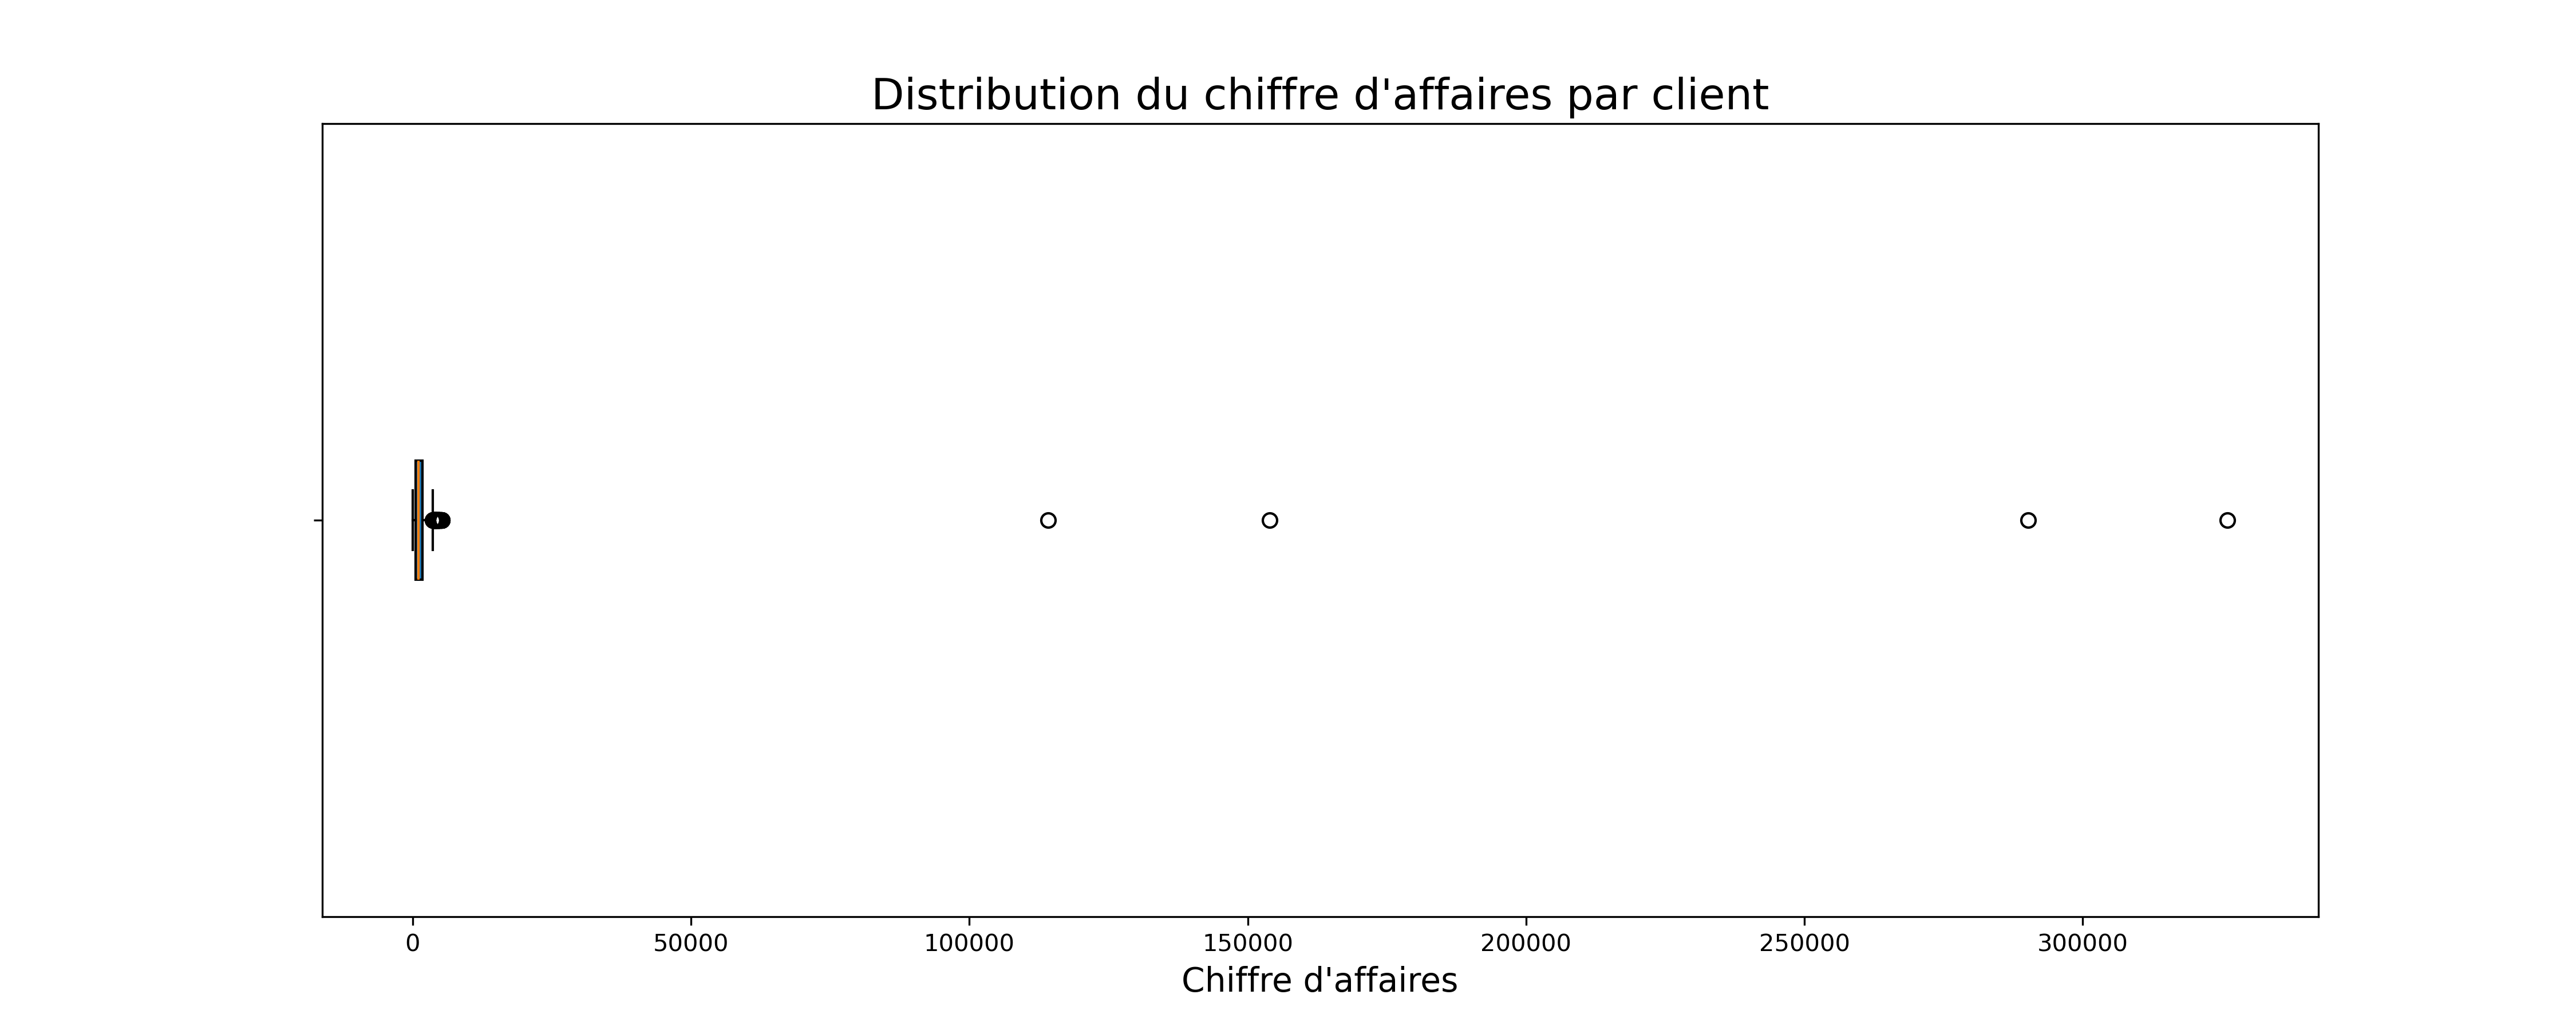 Distribution du chiffre d'affaires par client
0 50000 100000 150000 200000 250000 300000
Chiffre d'affaires